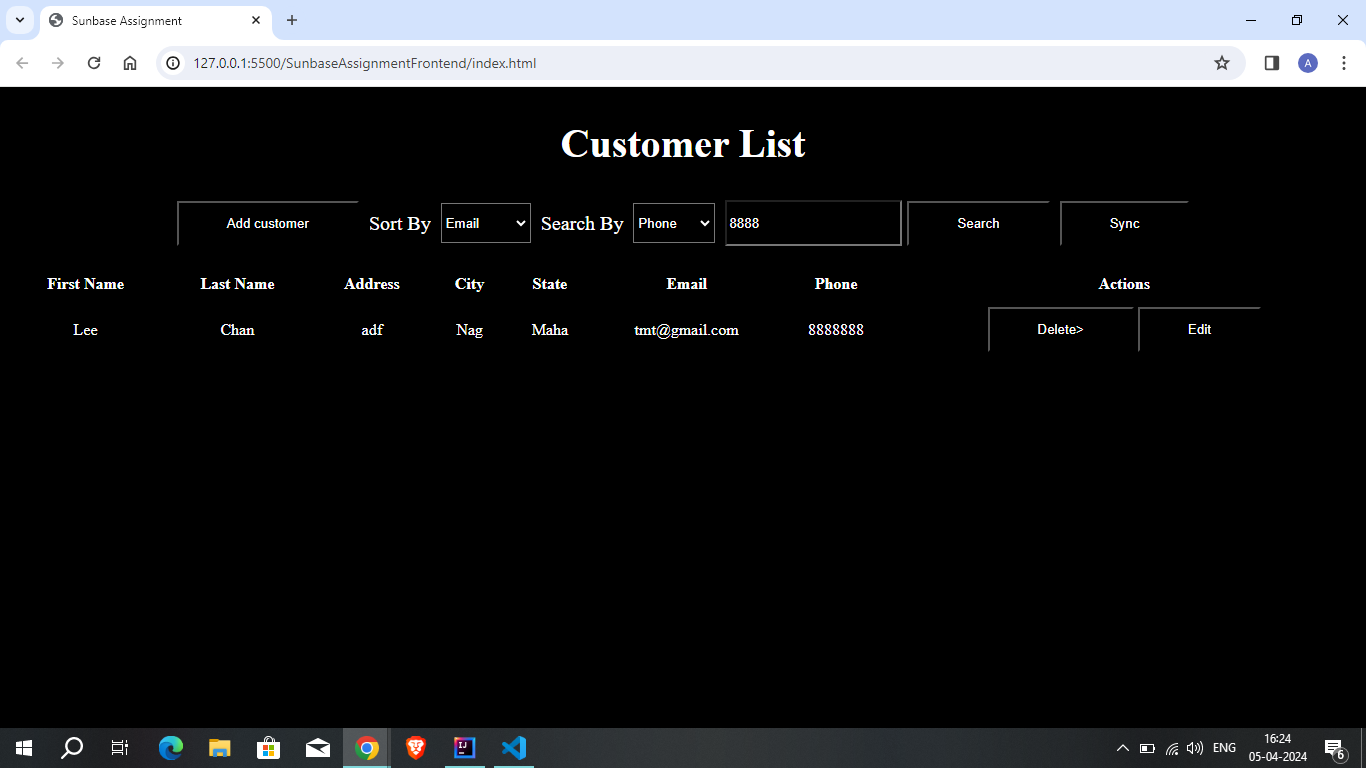 Sunbase Assignment
127.0.0.1:5500/SunbaseAssignmentFrontend/index.html
A
Customer List
Add customer Sort By Email Search By Phone 8888 Search Sync
First Name Last Name Address City State Email Phone Actions
Lee Chan adf Nag Maha tmt@gmail.com 8888888 Delete> Edit
IJ
ENG
16:24
05-04-2024
6